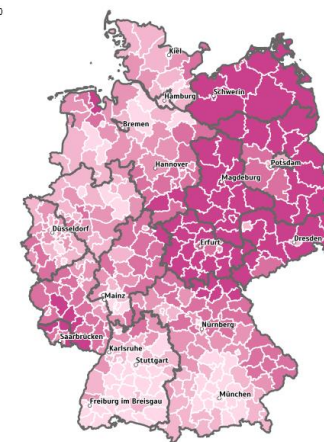 Kiel
Hamburg
Schwerin
Bremen
Hannover
Potsdam
Magdeburg
Düsseldorf
Erfurt
Dresden
Mainz
Saarbrücken
Nürnberg
Karlsruhe
Stuttgart
Freiburg im Breisgau
München